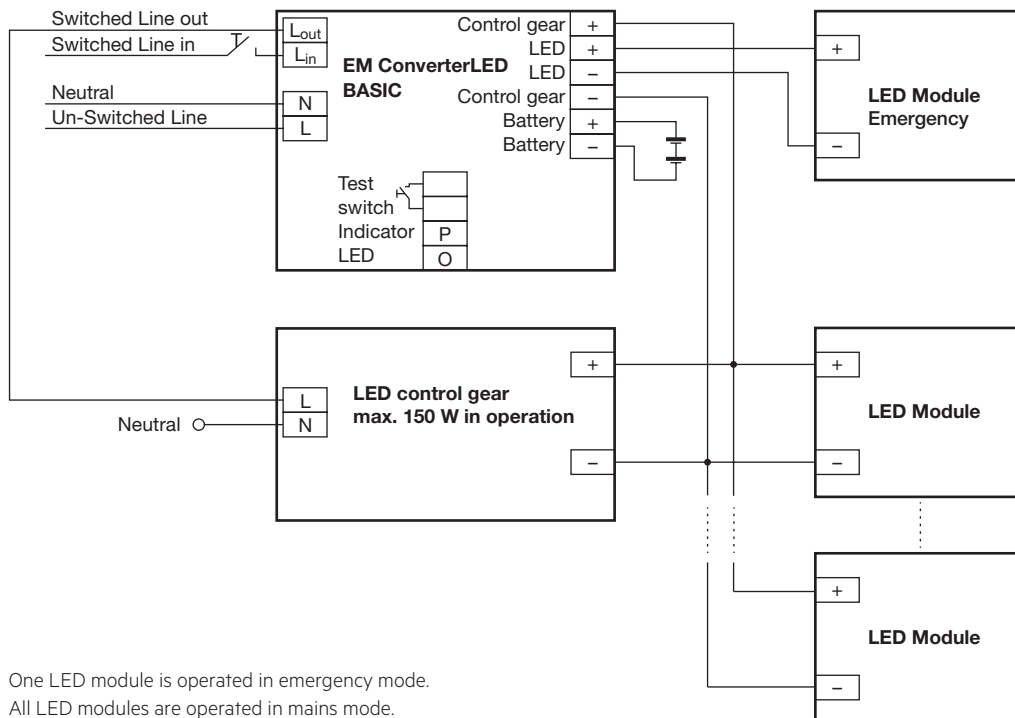 Switched Line out
Switched Line in
Neutral
Un-Switched Line
Lout
Lin
N
L
EM ConverterLED
BASIC
Control gear +
LED +
LED –
Control gear –
Battery +
Battery –
Test
switch
Indicator P
LED O
+
LED Module
Emergency
–
LED control gear
max. 150 W in operation
L
Neutral N
+
–
+
LED Module
–
+
LED Module
–
One LED module is operated in emergency mode.
All LED modules are operated in mains mode.